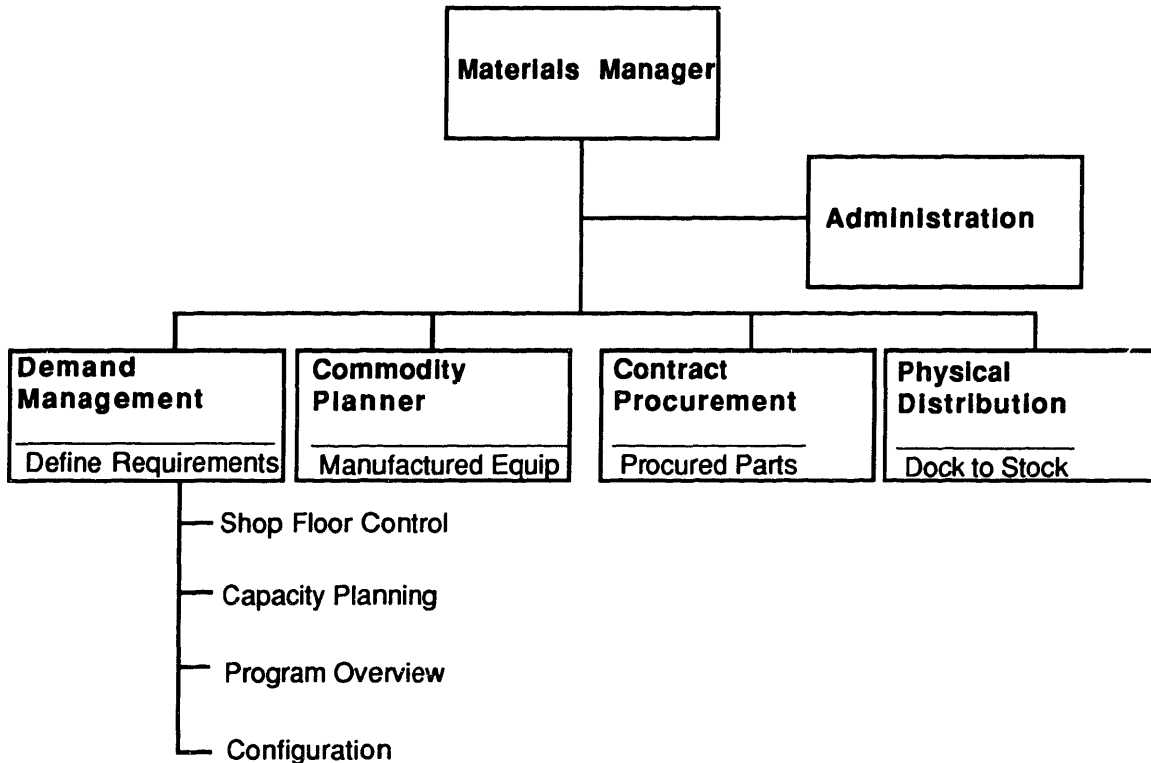 Materials Manager
Administration
Demand
Management
Define Requirements
Commodity
Planner
Manufactured Equip
Contract
Procurement
Procured Parts
Physical
Distribution
Dock to Stock
Shop Floor Control
Capacity Planning
Program Overview
Configuration